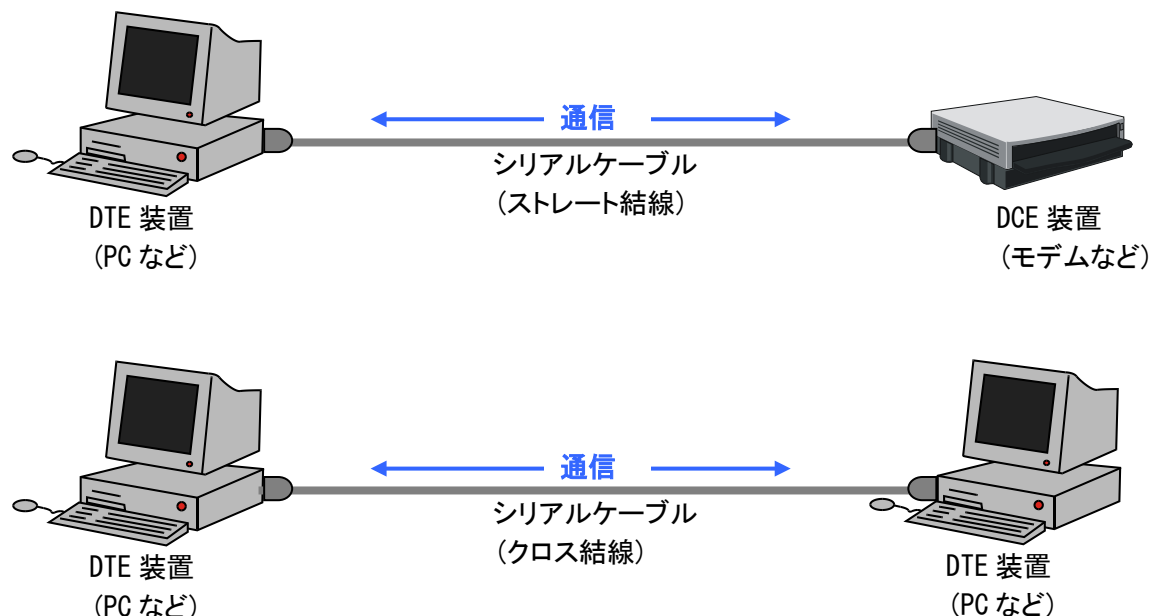 通信
シリアルケーブル
(ストレート結線)
DTE 装置
(PC など)
DCE 装置
(モデムなど)
通信
シリアルケーブル
(クロス結線)
DTE 装置
(PC など)
DTE 装置
(PC など)